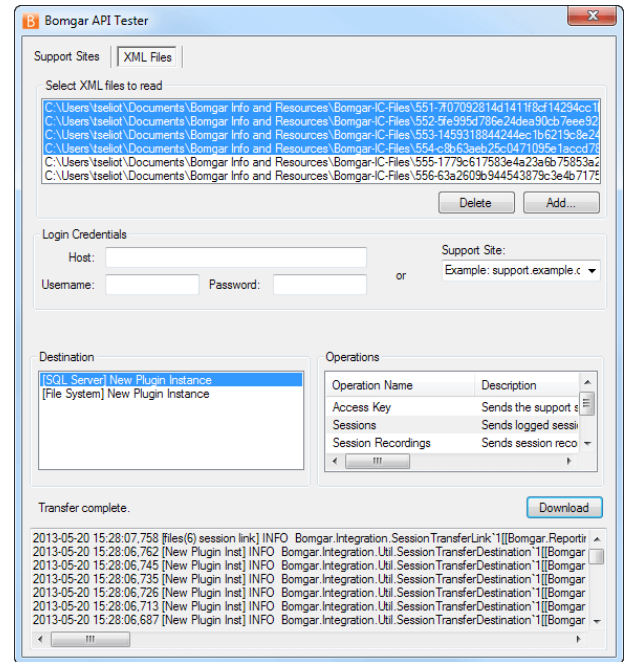 Bomgar API Tester
Support Sites XML Files
Select XML files to read
C:\Users\tseliot\Documents\Bomgar Info and Resources\Bomgar-IC-Files\551-7f07092814d1411f8cf14294cc1
C:\Users\tseliot\Documents\Bomgar Info and Resources\Bomgar-IC-Files\552-5fe995d786e24dea90cb7eee92
C:\Users\tseliot\Documents\Bomgar Info and Resources\Bomgar-IC-Files\553-1459318844244ec1b6219c8e24
C:\Users\tseliot\Documents\Bomgar Info and Resources\Bomgar-IC-Files\554-c8b63aeb25c0471095e1accd78
C:\Users\tseliot\Documents\Bomgar Info and Resources\Bomgar-IC-Files\555-1779c617583e4a23a6b75853a2
C:\Users\tseliot\Documents\Bomgar Info and Resources\Bomgar-IC-Files\556-63a2609b944543879c3e4b7175
Delete Add...
Login Credentials
Host:
Username: Password:
or
Support Site:
Example: support.example.c
Destination
[SQL Server] New Plugin Instance
[File System] New Plugin Instance
Operations
Operation Name Description
Access Key Sends the support s
Sessions Sends logged sessi
Session Recordings Sends session reco
Transfer complete.
Download
2013-05-20 15:28:07,758 [files(6) session link] INFO Bomgar.Integration.SessionTransferLink`1[[Bomgar.Reportin
2013-05-20 15:28:06,762 [New Plugin Inst] INFO Bomgar.Integration.Util.SessionTransferDestination`1[[Bomgar
2013-05-20 15:28:06,745 [New Plugin Inst] INFO Bomgar.Integration.Util.SessionTransferDestination`1[[Bomgar
2013-05-20 15:28:06,735 [New Plugin Inst] INFO Bomgar.Integration.Util.SessionTransferDestination`1[[Bomgar
2013-05-20 15:28:06,726 [New Plugin Inst] INFO Bomgar.Integration.Util.SessionTransferDestination`1[[Bomgar
2013-05-20 15:28:06,713 [New Plugin Inst] INFO Bomgar.Integration.Util.SessionTransferDestination`1[[Bomgar
2013-05-20 15:28:06,687 [New Plugin Inst] INFO Bomgar.Integration.Util.SessionTransferDestination`1[[Bomgar